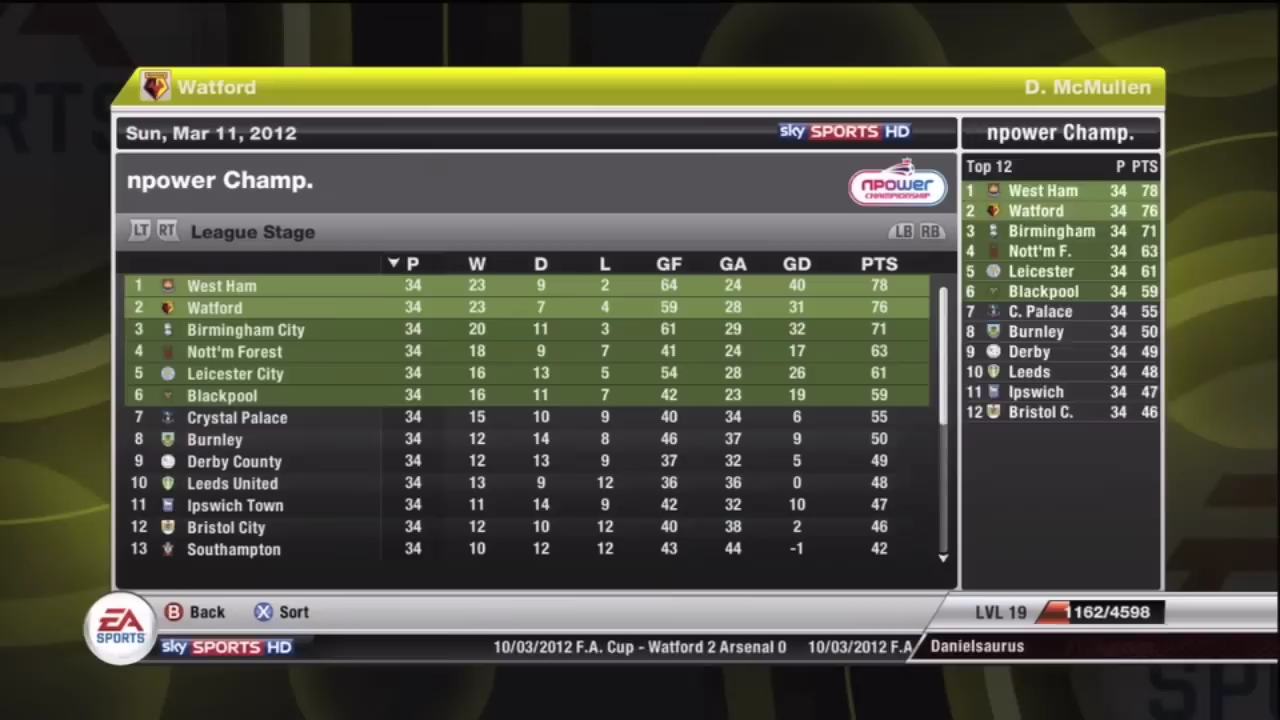 Watford D. McMullen
Sun, Mar 11, 2012 sky SPORTS HD npower Champ.
npower Champ. npower CHAMPIONSHIP
LT RT League Stage LB RB
P W D L GF GA GD PTS
1 West Ham 34 23 9 2 64 24 40 78
2 Watford 34 23 7 4 59 28 31 76
3 Birmingham City 34 20 11 3 61 29 32 71
4 Nott'm Forest 34 18 9 7 41 24 17 63
5 Leicester City 34 16 13 5 54 28 26 61
6 Blackpool 34 16 11 7 42 23 19 59
7 Crystal Palace 34 15 10 9 40 34 6 55
8 Burnley 34 12 14 8 46 37 9 50
9 Derby County 34 12 13 9 37 32 5 49
10 Leeds United 34 13 9 12 36 36 0 48
11 Ipswich Town 34 11 14 9 42 32 10 47
12 Bristol City 34 12 10 12 40 38 2 46
13 Southampton 34 10 12 12 43 44 -1 42
Top 12 P PTS
1 West Ham 34 78
2 Watford 34 76
3 Birmingham 34 71
4 Nott'm F. 34 63
5 Leicester 34 61
6 Blackpool 34 59
7 C. Palace 34 55
8 Burnley 34 50
9 Derby 34 49
10 Leeds 34 48
11 Ipswich 34 47
12 Bristol C. 34 46
EA SPORTS
B Back X Sort LVL 19 1162/4598
sky SPORTS HD 10/03/2012 F.A. Cup - Watford 2 Arsenal 0 10/03/2012 F.A Danielsaurus